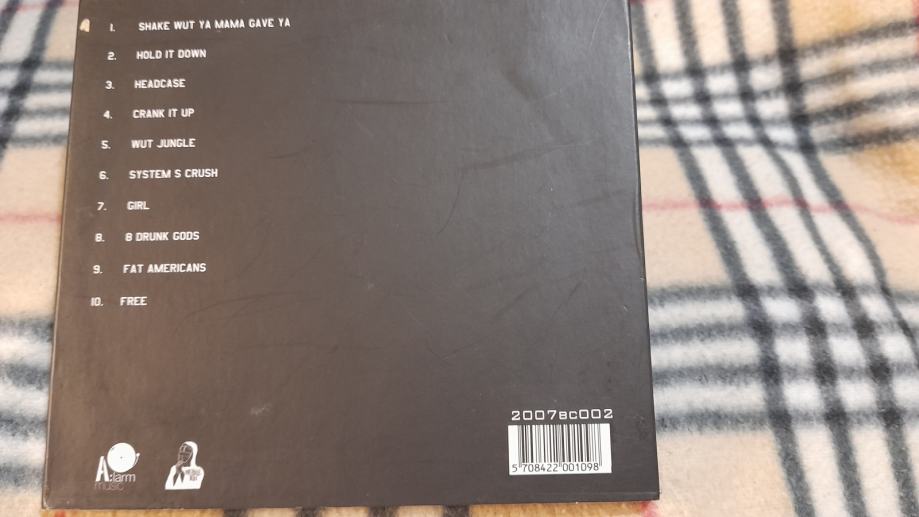 1. SHAKE WUT YA MAMA GAVE YA
2. HOLD IT DOWN
3. HEADCASE
4. CRANK IT UP
5. WUT JUNGLE
6. SYSTEM S CRUSH
7. GIRL
8. 8 DRUNK GODS
9. FAT AMERICANS
10. FREE
2007BC002
5 708422 001098
A:larm
music